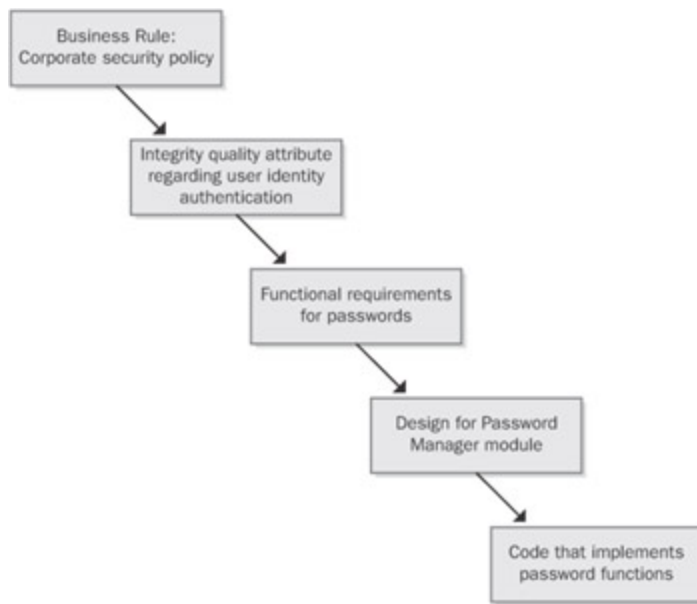 Business Rule:
Corporate security policy
Integrity quality attribute
regarding user identity
authentication
Functional requirements
for passwords
Design for Password
Manager module
Code that implements
password functions